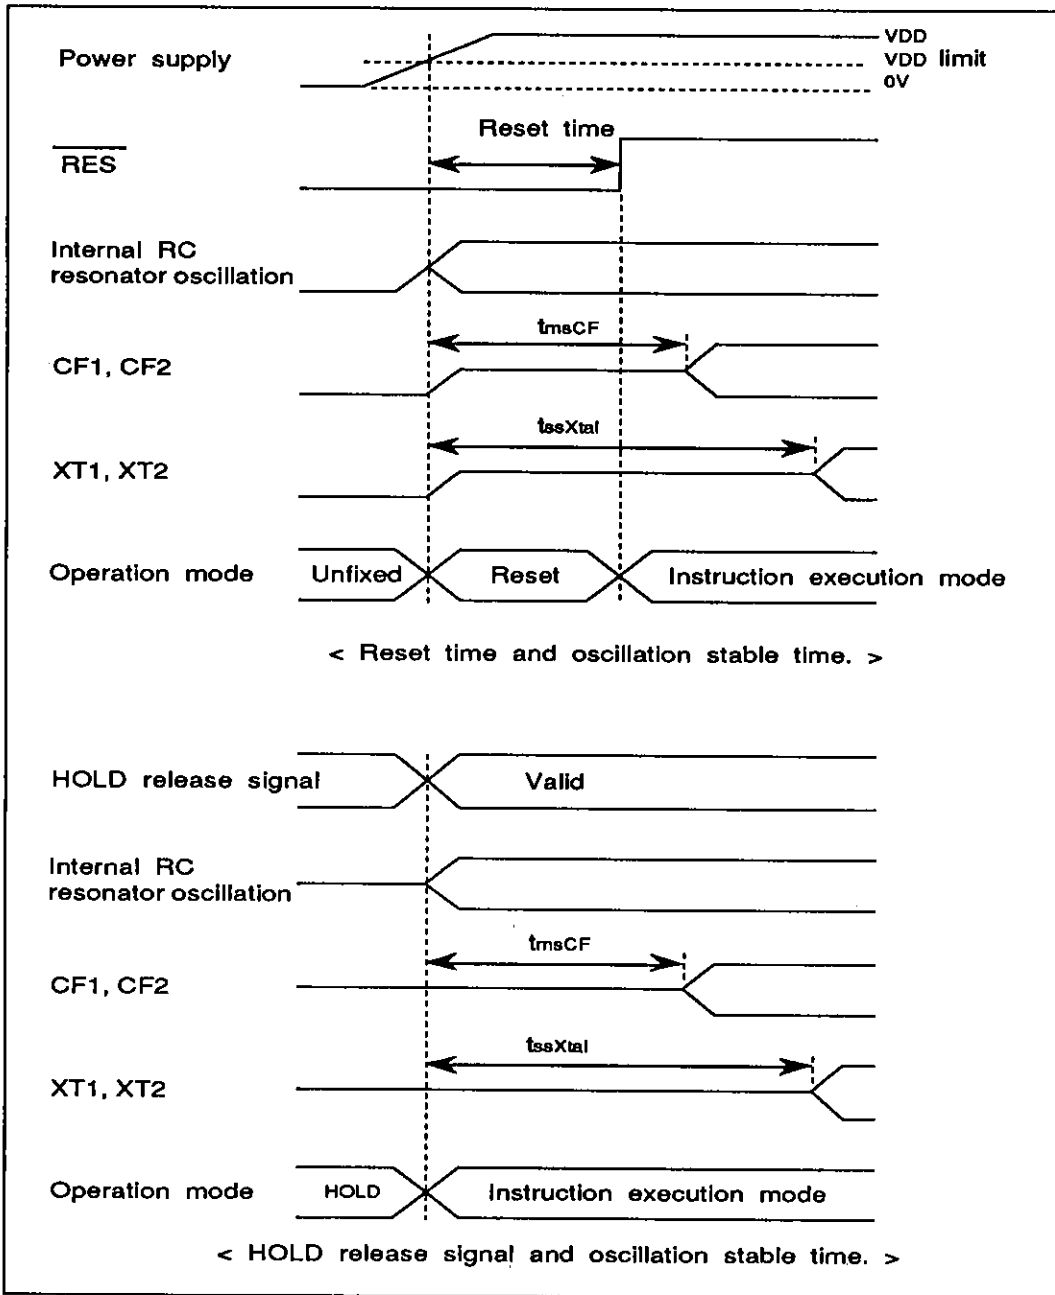 Power supply
VDD
VDD limit
0V
Reset time
RES
Internal RC
resonator oscillation
tmsCF
CF1, CF2
tssXtal
XT1, XT2
Operation mode
Unfixed
Reset
Instruction execution mode
< Reset time and oscillation stable time. >
HOLD release signal
Valid
Internal RC
resonator oscillation
tmsCF
CF1, CF2
tssXtal
XT1, XT2
Operation mode
HOLD
Instruction execution mode
< HOLD release signal and oscillation stable time. >